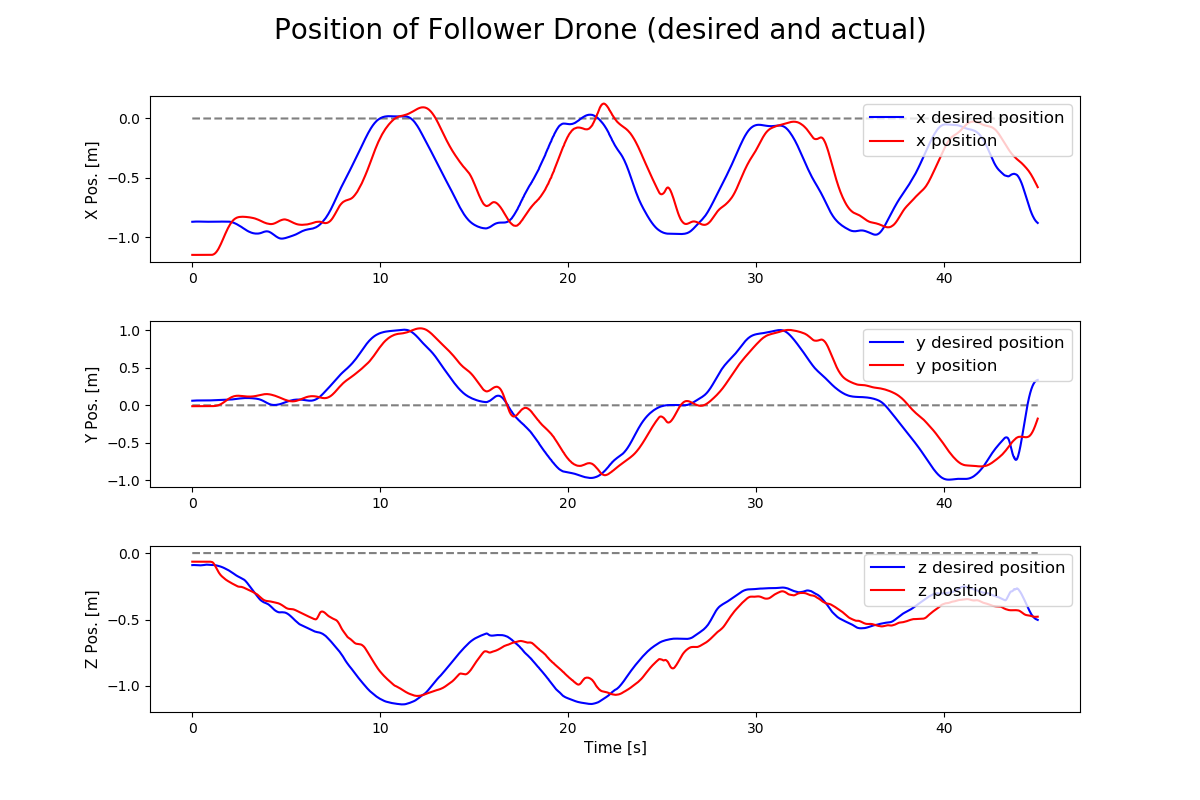 Position of Follower Drone (desired and actual)
X Pos. [m]
0.0
−0.5
−1.0
x desired position
x position
0 10 20 30 40
Y Pos. [m]
1.0
0.5
0.0
−0.5
−1.0
y desired position
y position
0 10 20 30 40
Z Pos. [m]
0.0
−0.5
−1.0
z desired position
z position
0 10 20 30 40
Time [s]